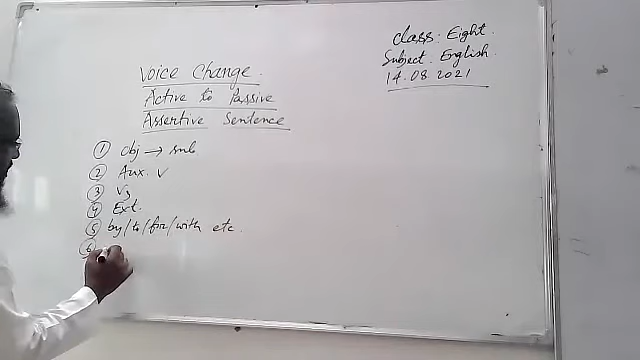 class: Eight.
Subject. English.
14.08 2021
Voice Change.
Active to Passive
Assertive Sentence
① obj → sub
② Aux. V
③ V3
④ Ext.
⑤ by/to/for/with etc.
⑥